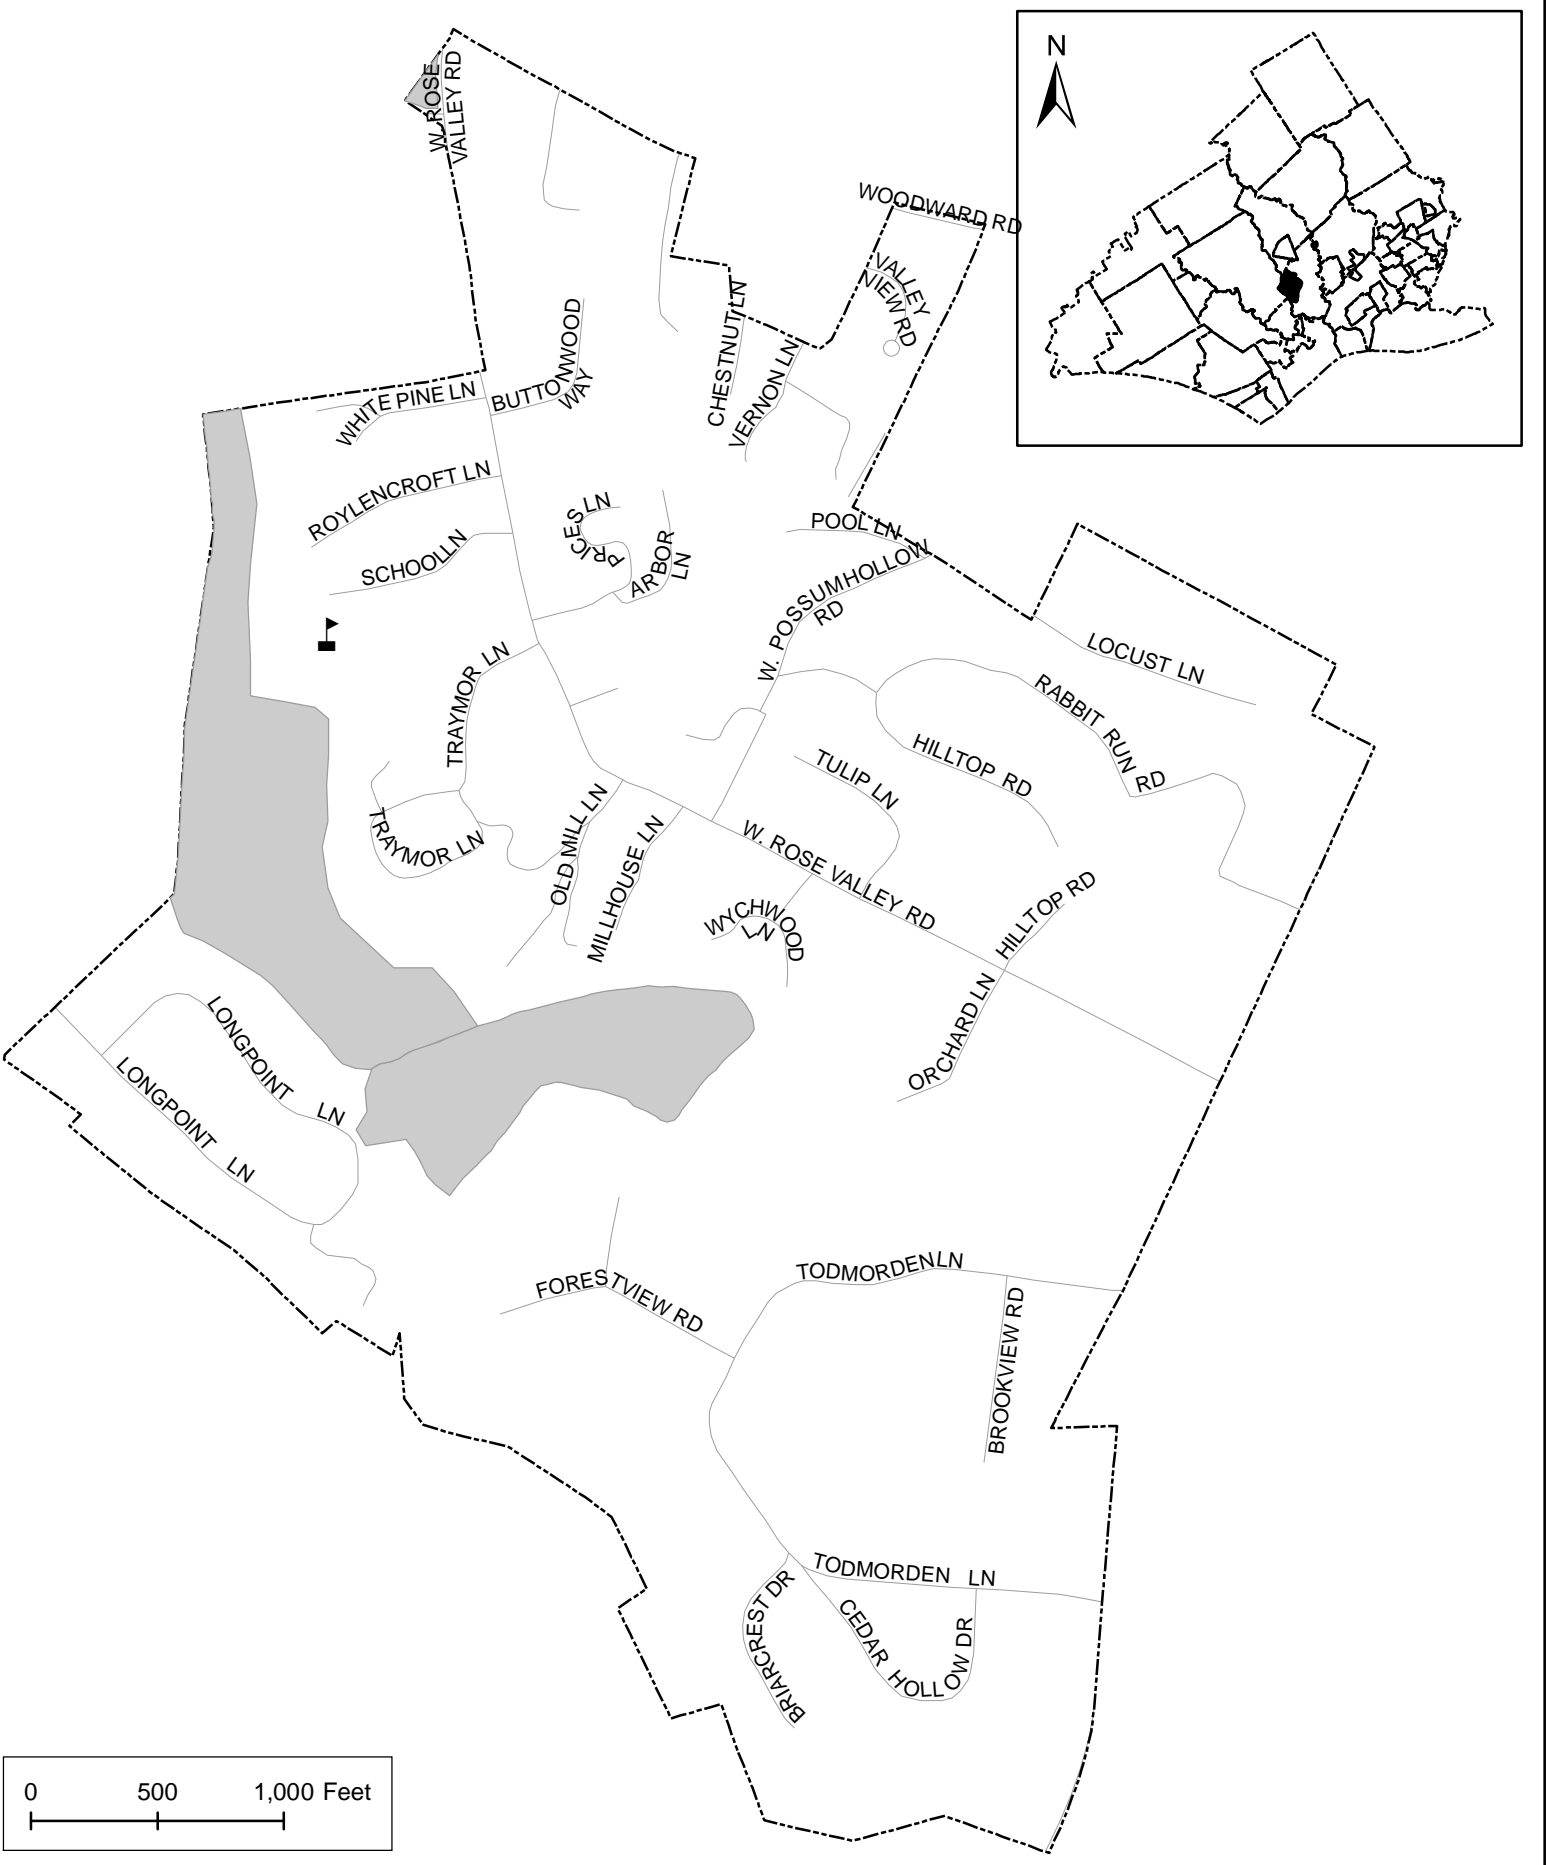 W. ROSE
VALLEY RD
N
WOODWARD RD
VALLEY
VIEW RD
CHESTNUT LN
VERNON LN
BUTTONWOOD
WAY
WHITE PINE LN
ROYLENCROFT LN
SCHOOL LN
PRICES LN
ARBOR
LN
POOL LN
W. POSSUM HOLLOW
RD
LOCUST LN
TRAYMOR LN
RABBIT RUN RD
HILLTOP RD
TULIP LN
TRAYMOR LN
OLD MILL LN
MILLHOUSE LN
W. ROSE VALLEY RD
WYCHWOOD
LN
HILLTOP RD
ORCHARD LN
LONGPOINT LN
LONGPOINT LN
TODMORDEN LN
FORESTVIEW RD
BROOKVIEW RD
TODMORDEN LN
BRIARCREST DR
CEDAR HOLLOW DR
0 500 1,000 Feet